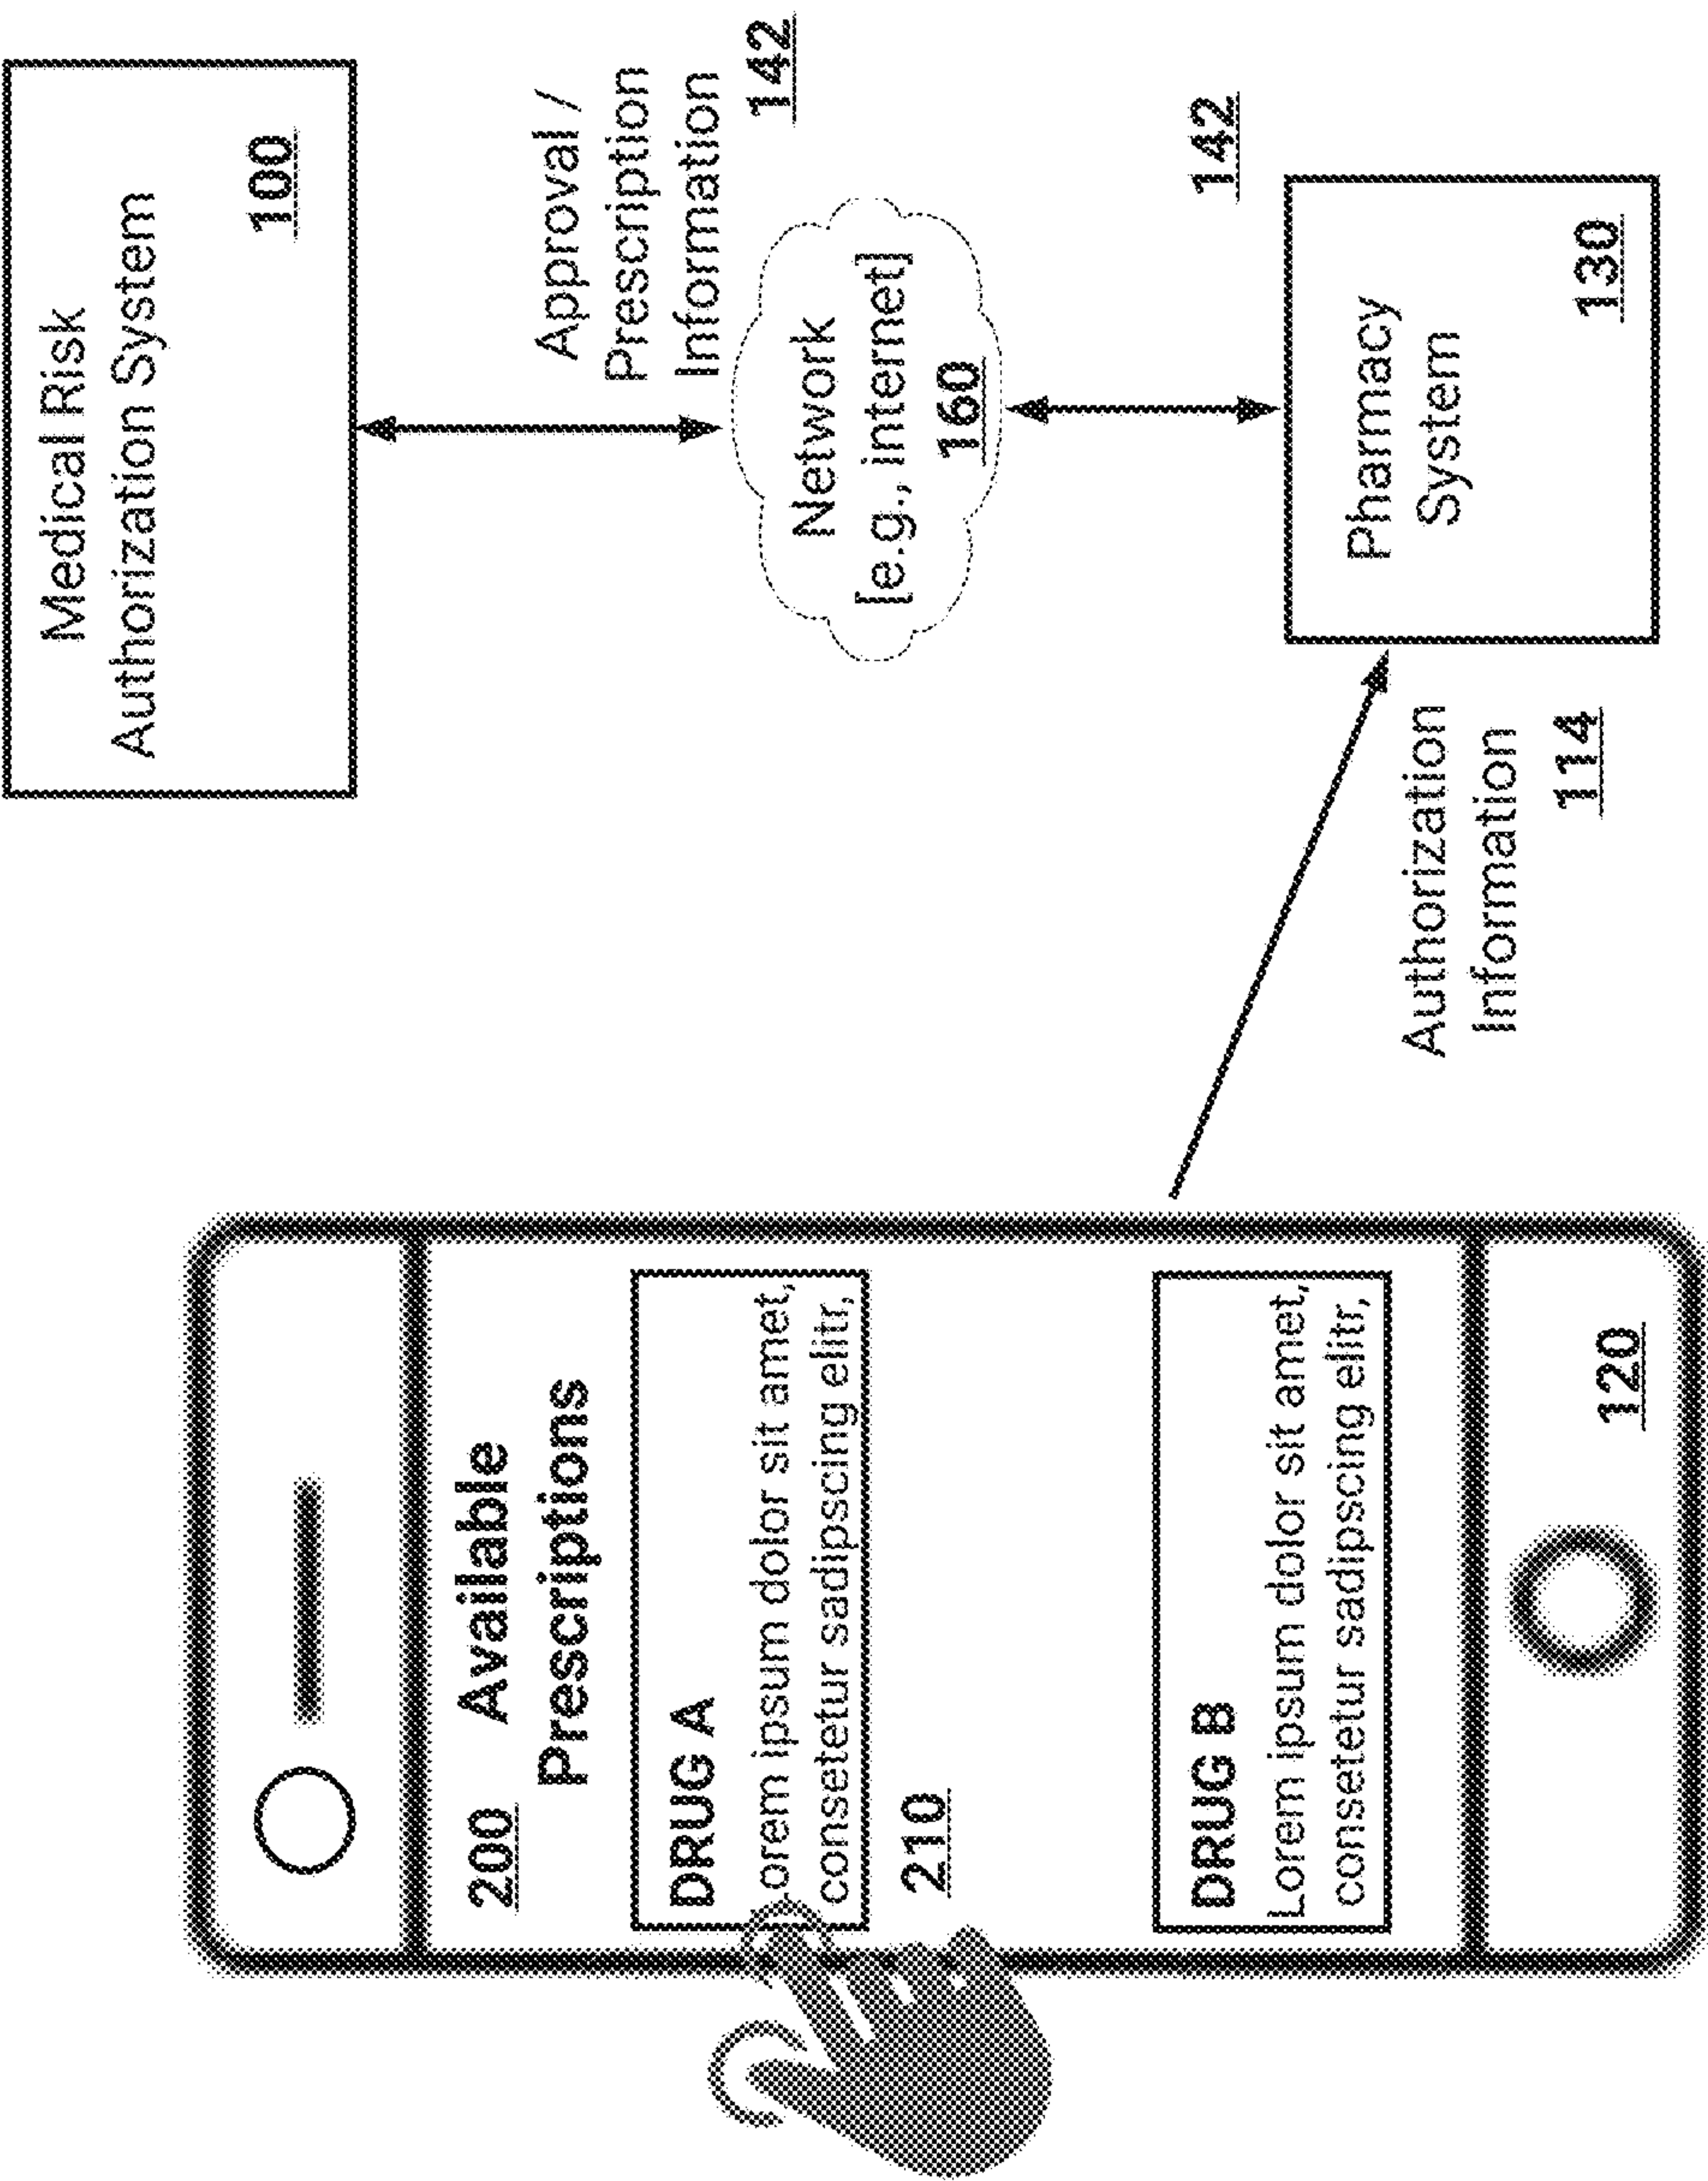 200 Available
Prescriptions
DRUG A
Lorem ipsum dolor sit amet,
consetetur sadipscing elitr,
210
DRUG B
Lorem ipsum dolor sit amet,
consetetur sadipscing elitr,
120
Medical Risk
Authorization System
100
Approval /
Prescription
Information
142
Network
[e.g., internet]
160
142
Pharmacy
System
130
Authorization
Information
114